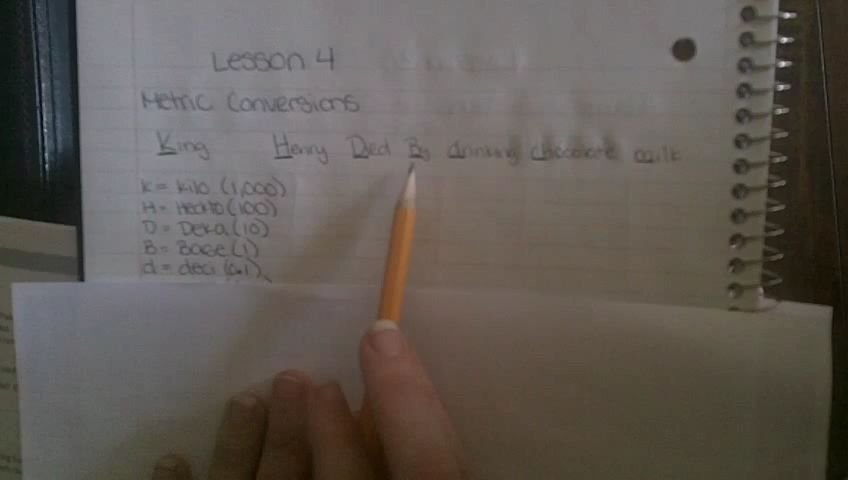 Lesson 4
Metric Conversions
King Henry Died By drinking chocolate milk
K = Kilo (1,000)
H = Hecto (100)
D = Deka (10)
B = Base (1)
d = deci (0.1)